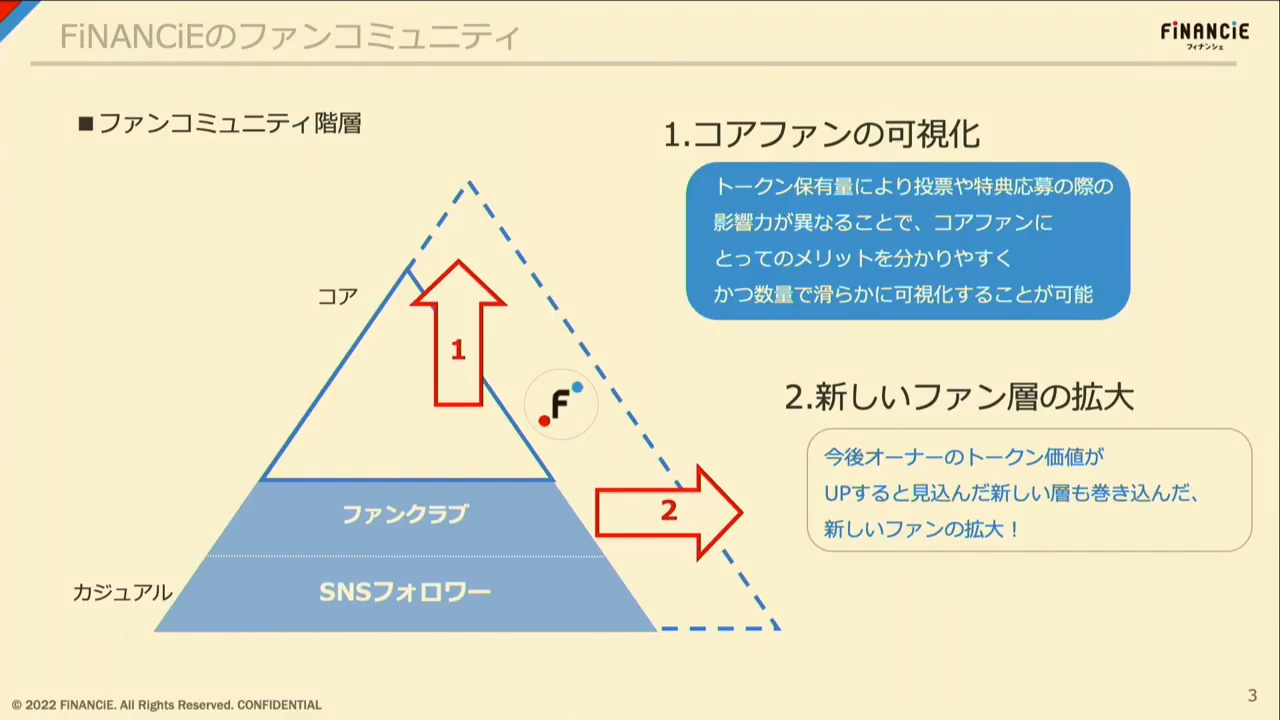 FiNANCiEのファンコミュニティ
FiNANCiE
フィナンシェ
■ファンコミュニティ階層
コア
カジュアル
1
F
2
ファンクラブ
SNSフォロワー
1.コアファンの可視化
トークン保有量により投票や特典応募の際の
影響力が異なることで、コアファンに
とってのメリットを分かりやすく
かつ数量で滑らかに可視化することが可能
2.新しいファン層の拡大
今後オーナーのトークン価値が
UPすると見込んだ新しい層も巻き込んだ、
新しいファンの拡大！
© 2022 FiNANCiE. All Rights Reserved. CONFIDENTIAL
3